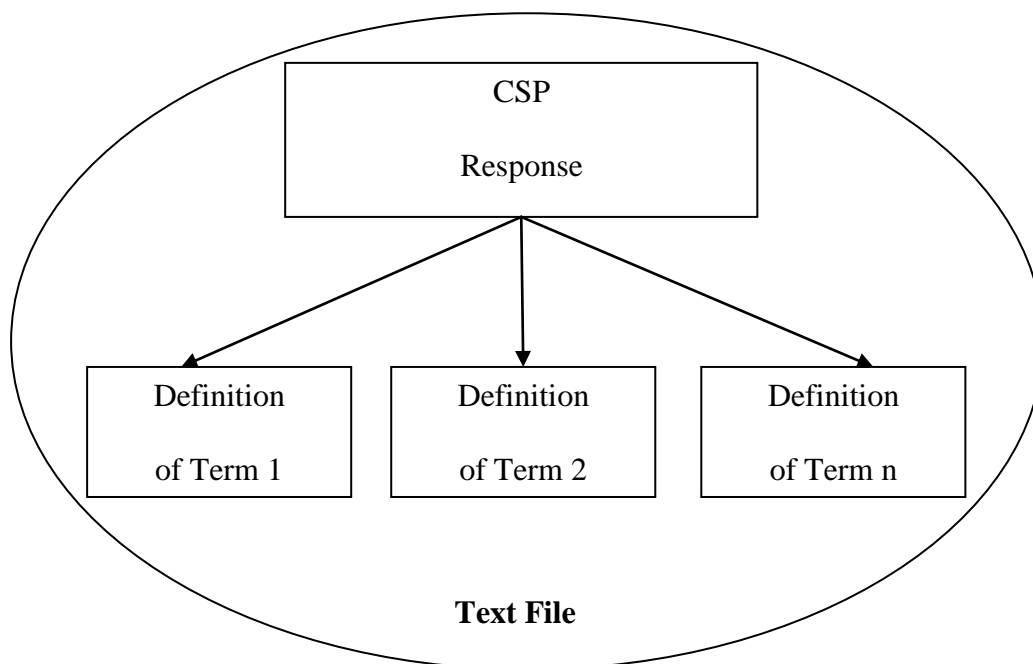 CSP
Response
Definition
of Term 1
Definition
of Term 2
Definition
of Term n
Text File